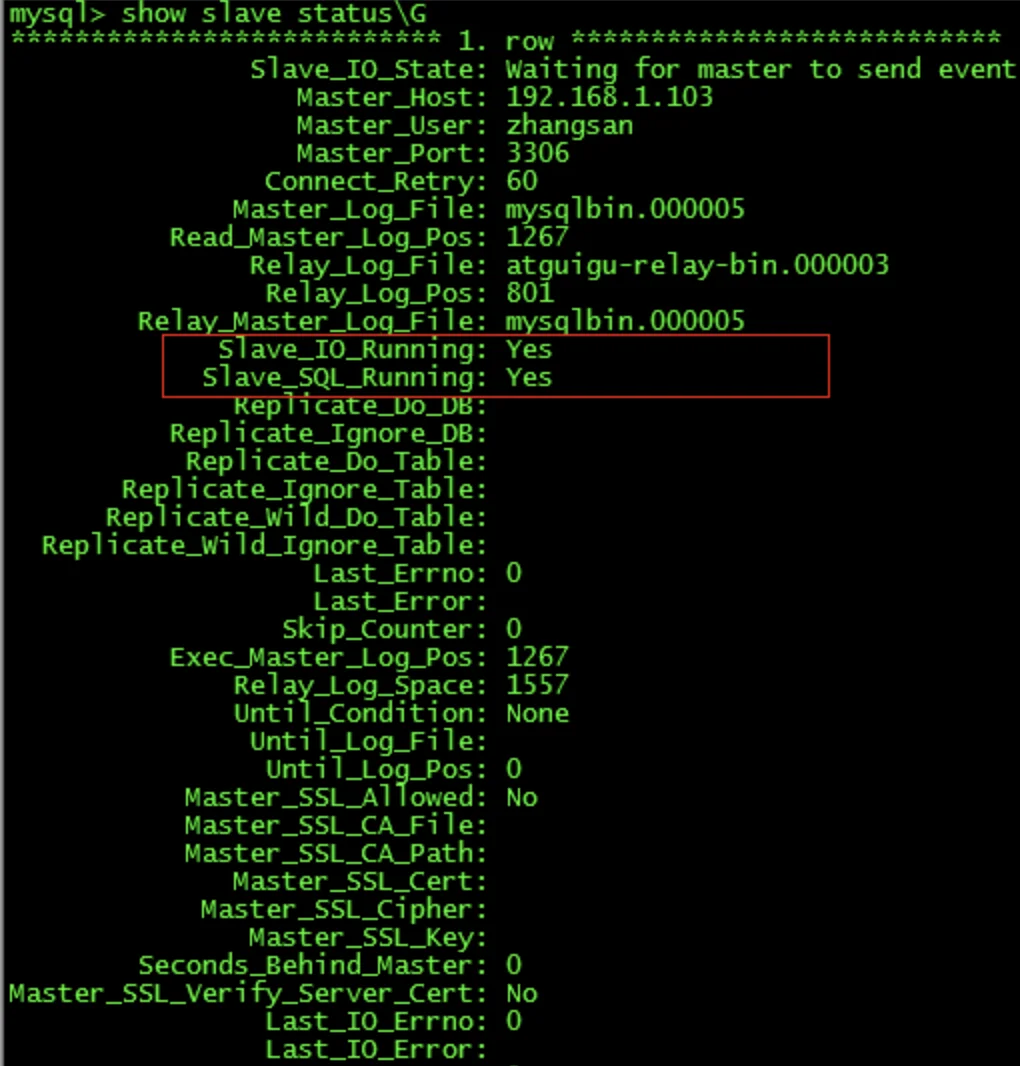 mysql> show slave status\G
*************************** 1. row ***************************
Slave_IO_State: Waiting for master to send event
Master_Host: 192.168.1.103
Master_User: zhangsan
Master_Port: 3306
Connect_Retry: 60
Master_Log_File: mysqlbin.000005
Read_Master_Log_Pos: 1267
Relay_Log_File: atguigu-relay-bin.000003
Relay_Log_Pos: 801
Relay_Master_Log_File: mysqlbin.000005
Slave_IO_Running: Yes
Slave_SQL_Running: Yes
Replicate_Do_DB:
Replicate_Ignore_DB:
Replicate_Do_Table:
Replicate_Ignore_Table:
Replicate_Wild_Do_Table:
Replicate_Wild_Ignore_Table:
Last_Errno: 0
Last_Error:
Skip_Counter: 0
Exec_Master_Log_Pos: 1267
Relay_Log_Space: 1557
Until_Condition: None
Until_Log_File:
Until_Log_Pos: 0
Master_SSL_Allowed: No
Master_SSL_CA_File:
Master_SSL_CA_Path:
Master_SSL_Cert:
Master_SSL_Cipher:
Master_SSL_Key:
Seconds_Behind_Master: 0
Master_SSL_Verify_Server_Cert: No
Last_IO_Errno: 0
Last_IO_Error: